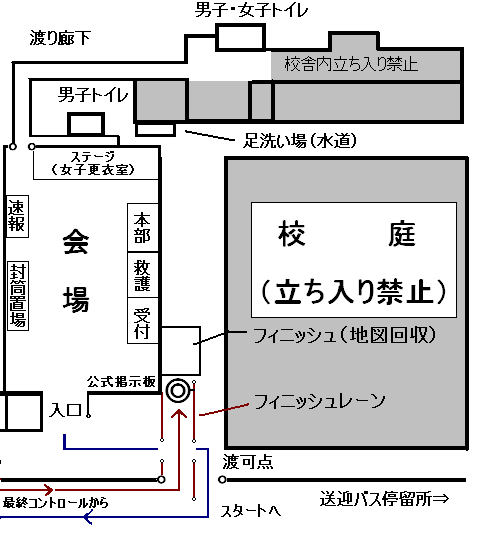 男子・女子トイレ
渡り廊下
校舎内立ち入り禁止
男子トイレ
足洗い場（水道）
ステージ
（女子更衣室）
速報
本部
校　　庭
（立ち入り禁止）
会場
救護
封筒置場
受付
フィニッシュ（地図回収）
公式掲示板
入口
フィニッシュレーン
渡可点
最終コントロールから
スタートへ
送迎バス停留所⇒